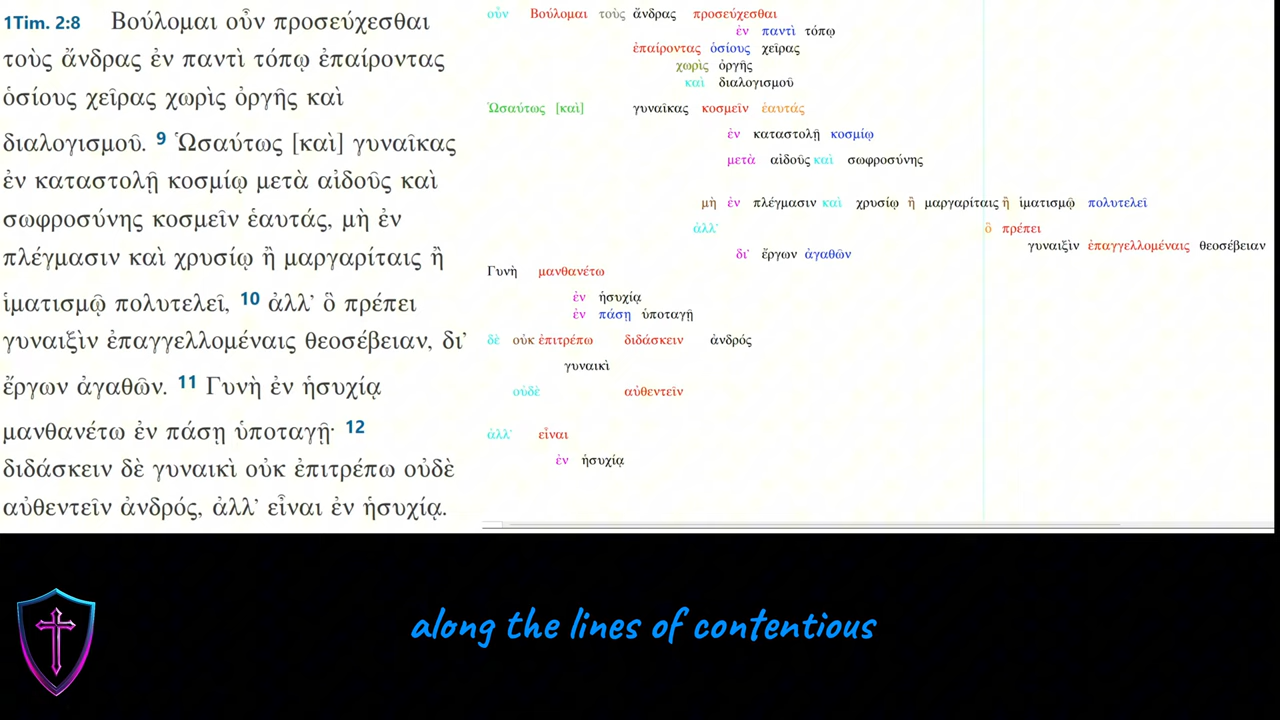 1Tim. 2:8 Βούλομαι οὖν προσεύχεσθαι
τοὺς ἄνδρας ἐν παντὶ τόπῳ ἐπαίροντας
ὁσίους χεῖρας χωρὶς ὀργῆς καὶ
διαλογισμοῦ. 9 Ὡσαύτως [καὶ] γυναῖκας
ἐν καταστολῇ κοσμίῳ μετὰ αἰδοῦς καὶ
σωφροσύνης κοσμεῖν ἑαυτάς, μὴ ἐν
πλέγμασιν καὶ χρυσίῳ ἢ μαργαρίταις ἢ
ἱματισμῷ πολυτελεῖ, 10 ἀλλ’ ὃ πρέπει
γυναιξὶν ἐπαγγελλομέναις θεοσέβειαν, δι’
ἔργων ἀγαθῶν. 11 Γυνὴ ἐν ἡσυχίᾳ
μανθανέτω ἐν πάσῃ ὑποταγῇ· 12
διδάσκειν δὲ γυναικὶ οὐκ ἐπιτρέπω οὐδὲ
αὐθεντεῖν ἀνδρός, ἀλλ’ εἶναι ἐν ἡσυχίᾳ.
οὖν Βούλομαι τοὺς ἄνδρας προσεύχεσθαι
ἐν παντὶ τόπῳ
ἐπαίροντας ὁσίους χεῖρας
χωρὶς ὀργῆς
καὶ διαλογισμοῦ
Ὡσαύτως [καὶ] γυναῖκας κοσμεῖν ἑαυτάς
ἐν καταστολῇ κοσμίῳ
μετὰ αἰδοῦς καὶ σωφροσύνης
μὴ ἐν πλέγμασιν καὶ χρυσίῳ ἢ μαργαρίταις ἢ ἱματισμῷ πολυτελεῖ
ἀλλ’ ὃ πρέπει
γυναιξὶν ἐπαγγελλομέναις θεοσέβειαν
δι’ ἔργων ἀγαθῶν
Γυνὴ μανθανέτω
ἐν ἡσυχίᾳ
ἐν πάσῃ ὑποταγῇ
δὲ οὐκ ἐπιτρέπω διδάσκειν ἀνδρός
γυναικὶ
οὐδὲ αὐθεντεῖν
ἀλλ’ εἶναι
ἐν ἡσυχίᾳ
along the lines of contentious